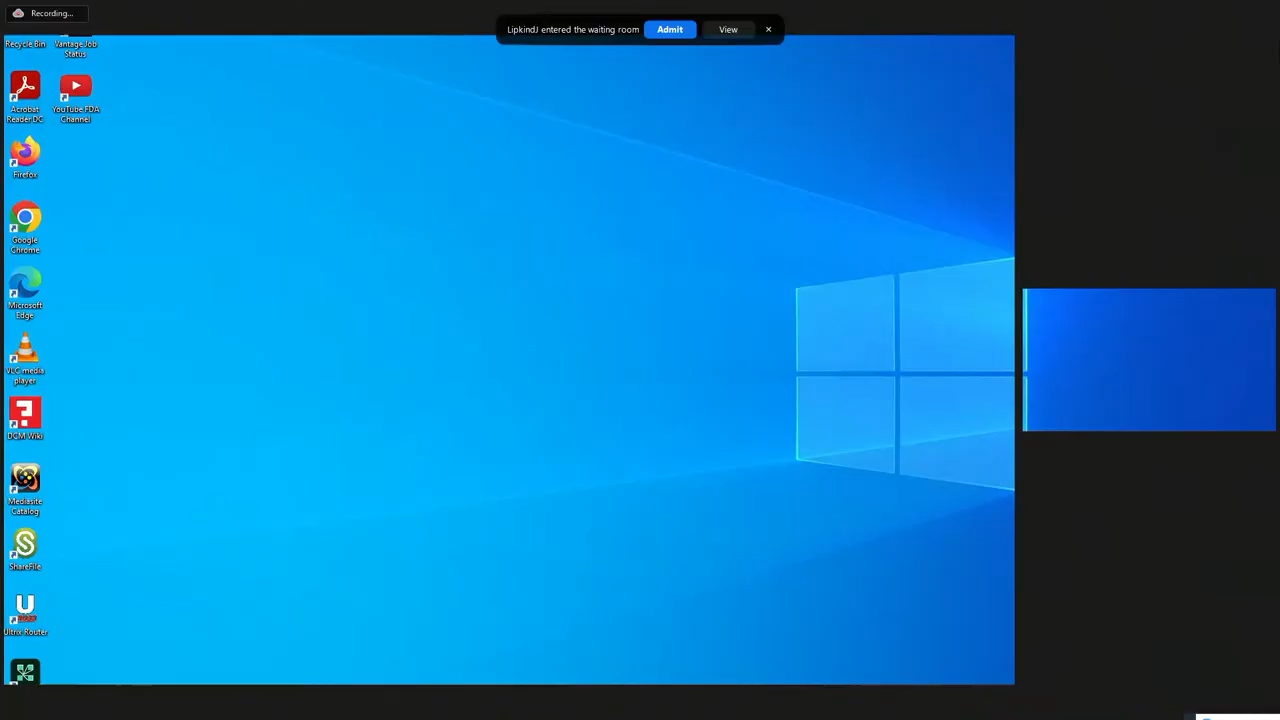 Recording...
LipkindJ entered the waiting room
Admit
View
Recycle Bin
Vantage Job
Status
Acrobat
Reader DC
YouTube FDA
Channel
Firefox
Google
Chrome
Microsoft
Edge
VLC media
player
DCM Wiki
Mediasite
Catalog
ShareFile
U
Ultrix Router